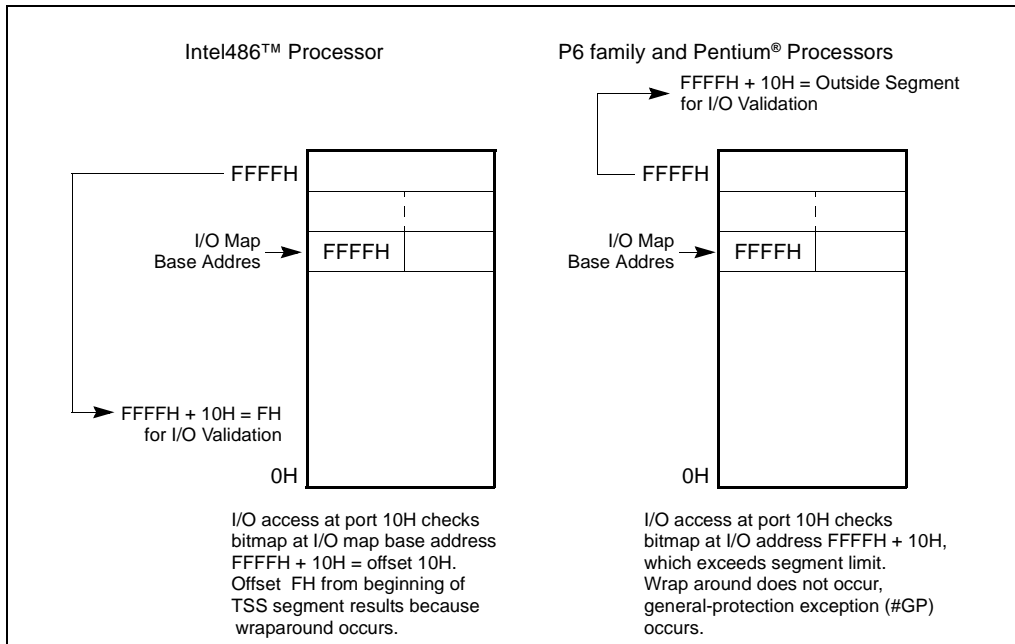 Intel486™ Processor
P6 family and Pentium® Processors
FFFFH + 10H = Outside Segment
for I/O Validation
FFFFH
FFFFH
I/O Map
Base Addres
FFFFH
I/O Map
Base Addres
FFFFH
FFFFH + 10H = FH
for I/O Validation
0H
0H
I/O access at port 10H checks
bitmap at I/O map base address
FFFFH + 10H = offset 10H.
Offset FH from beginning of
TSS segment results because
wraparound occurs.
I/O access at port 10H checks
bitmap at I/O address FFFFH + 10H,
which exceeds segment limit.
Wrap around does not occur,
general-protection exception (#GP)
occurs.